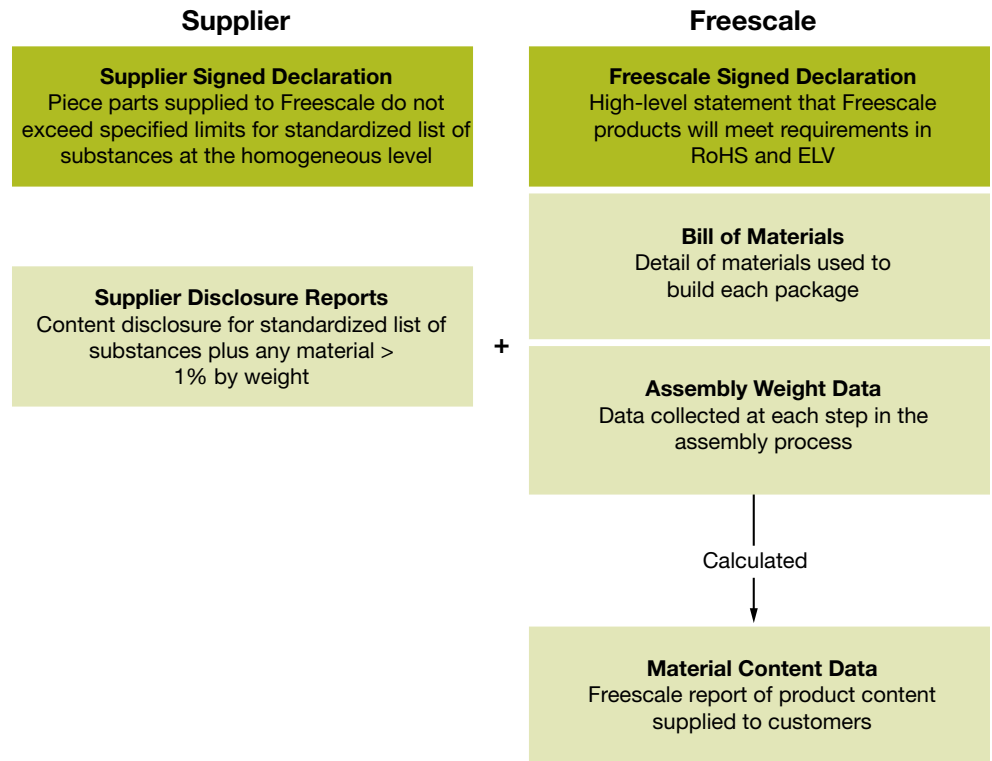 Supplier
Supplier Signed Declaration
Piece parts supplied to Freescale do not
exceed specified limits for standardized list of
substances at the homogeneous level
Supplier Disclosure Reports
Content disclosure for standardized list of
substances plus any material >
1% by weight
+
Freescale
Freescale Signed Declaration
High-level statement that Freescale
products will meet requirements in
RoHS and ELV
Bill of Materials
Detail of materials used to
build each package
Assembly Weight Data
Data collected at each step in the
assembly process
Calculated
Material Content Data
Freescale report of product content
supplied to customers